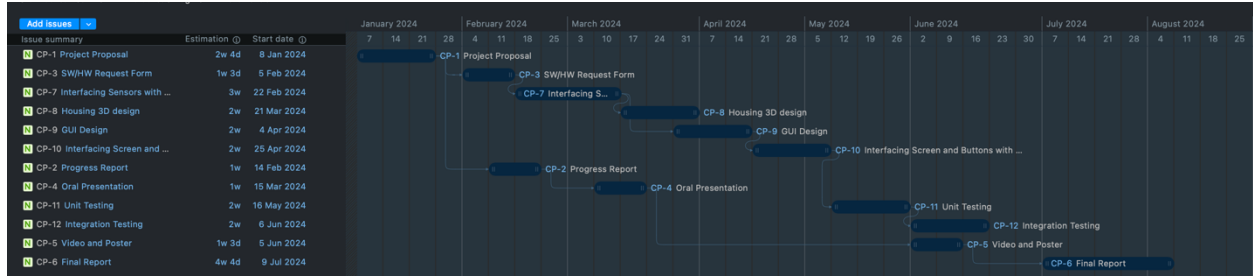 Add issues
January 2024 February 2024 March 2024 April 2024 May 2024 June 2024 July 2024 August 2024
Issue summary Estimation Start date 7 14 21 28 4 11 18 25 3 10 17 24 31 7 14 21 28 5 12 19 26 2 9 16 23 30 7 14 21 28 4 11 18 25
N CP-1 Project Proposal 2w 4d 8 Jan 2024 CP-1 Project Proposal
N CP-3 SW/HW Request Form 1w 3d 5 Feb 2024 CP-3 SW/HW Request Form
N CP-7 Interfacing Sensors with ... 3w 22 Feb 2024 CP-7 Interfacing S...
N CP-8 Housing 3D design 2w 21 Mar 2024 CP-8 Housing 3D design
N CP-9 GUI Design 2w 4 Apr 2024 CP-9 GUI Design
N CP-10 Interfacing Screen and ... 2w 25 Apr 2024 CP-10 Interfacing Screen and Buttons with ...
N CP-2 Progress Report 1w 14 Feb 2024 CP-2 Progress Report
N CP-4 Oral Presentation 1w 15 Mar 2024 CP-4 Oral Presentation
N CP-11 Unit Testing 2w 16 May 2024 CP-11 Unit Testing
N CP-12 Integration Testing 2w 6 Jun 2024 CP-12 Integration Testing
N CP-5 Video and Poster 1w 3d 5 Jun 2024 CP-5 Video and Poster
N CP-6 Final Report 4w 4d 9 Jul 2024 CP-6 Final Report